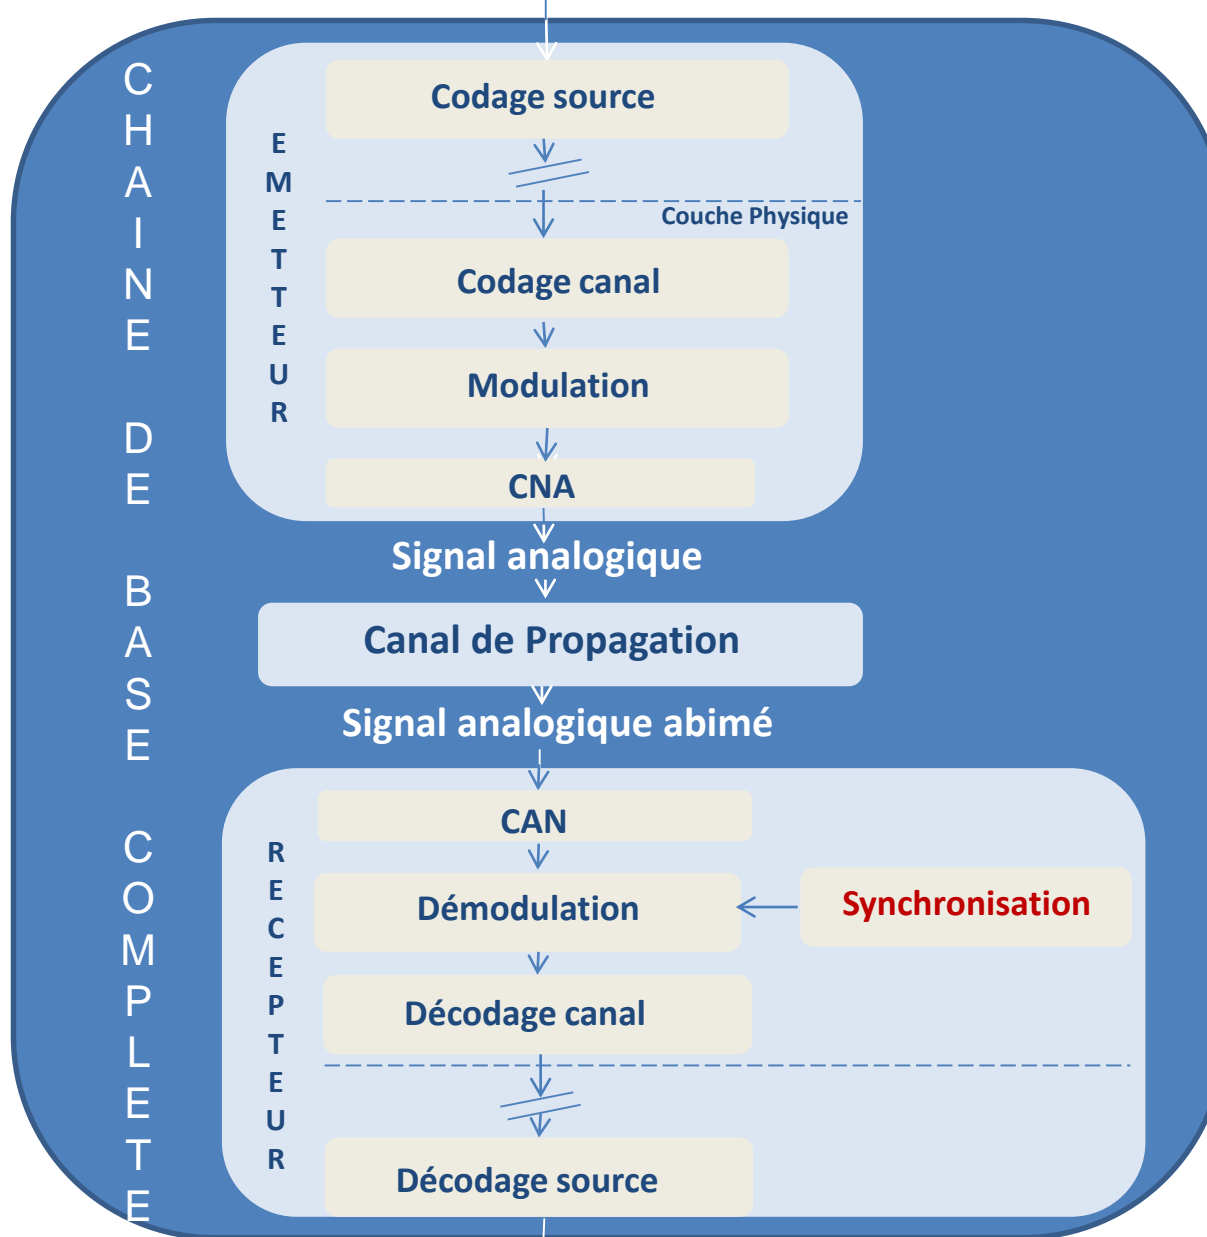 CHAINE DE BASE COMPLETE
EMETTEUR
Codage source
Couche Physique
Codage canal
Modulation
CNA
Signal analogique
Canal de Propagation
Signal analogique abimé
RECEPTEUR
CAN
Démodulation
Synchronisation
Décodage canal
Décodage source